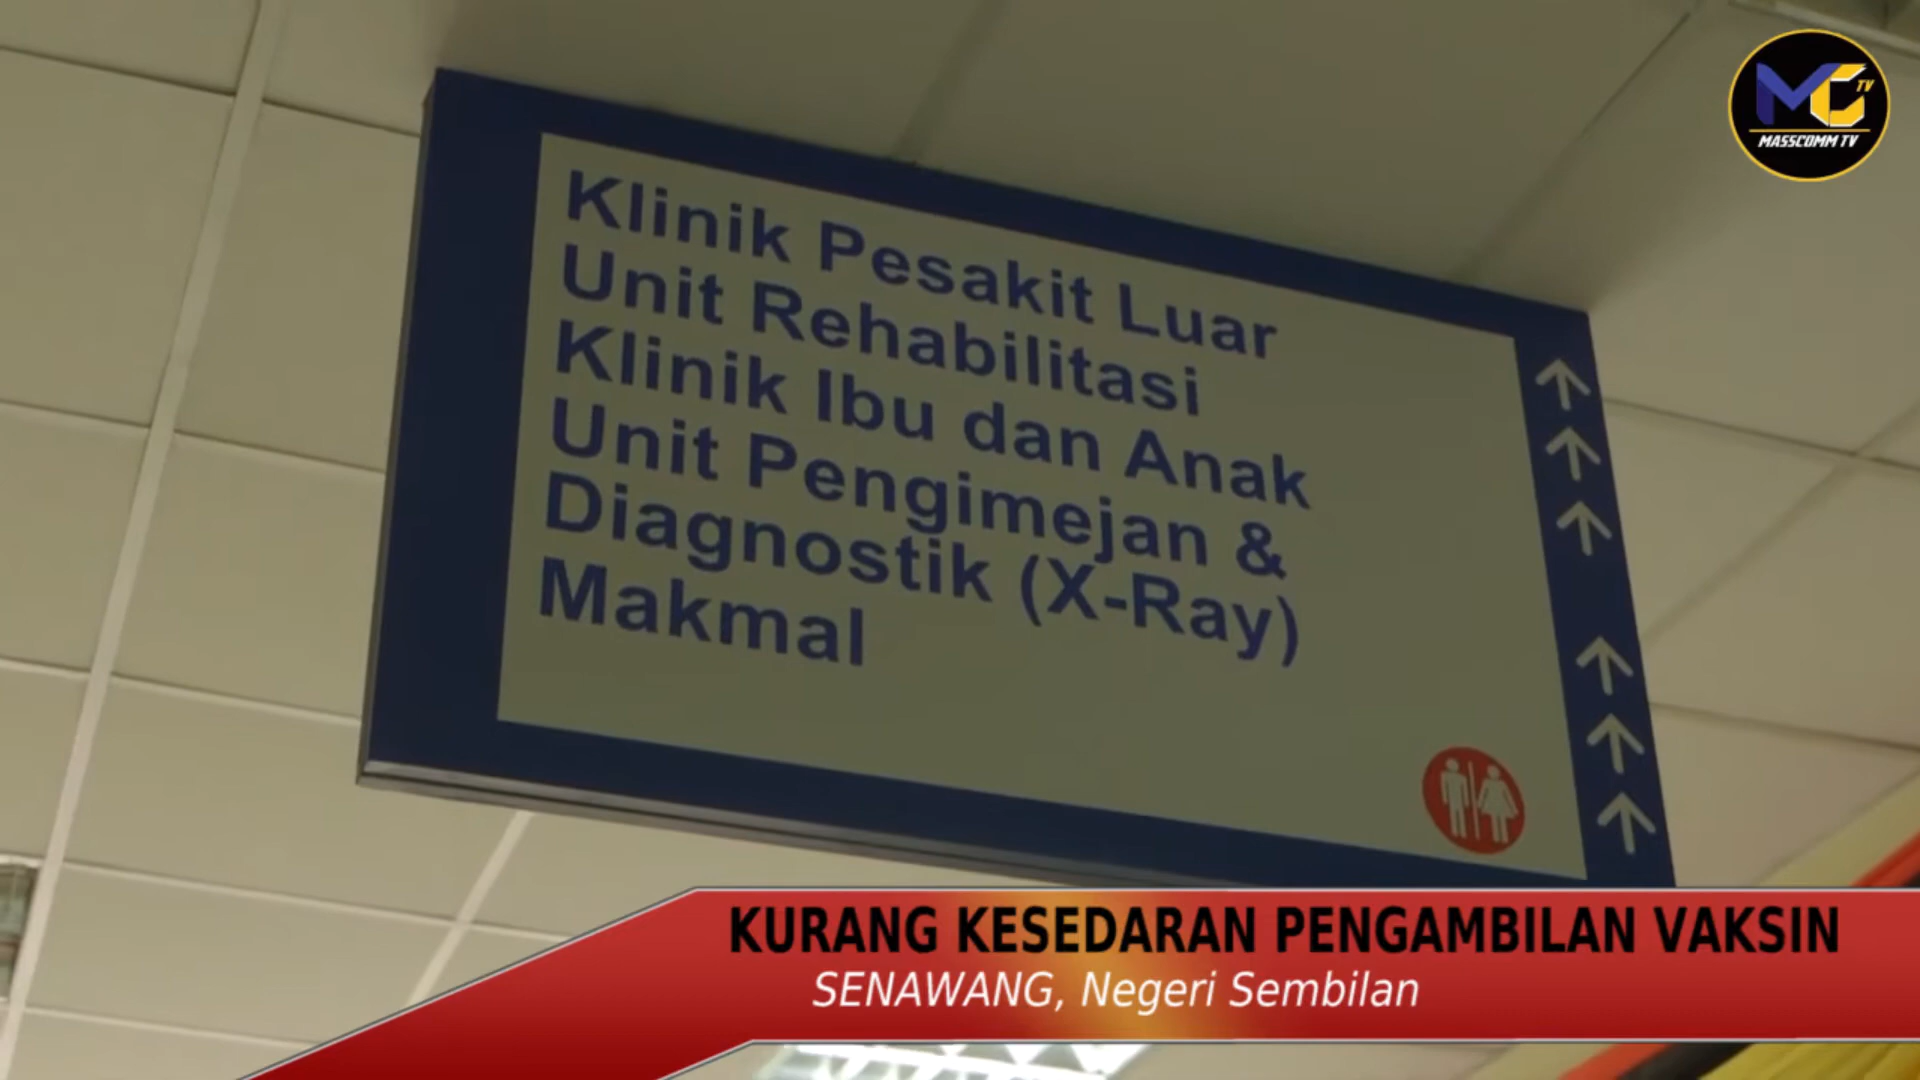 MC TV
MASSCOMM TV
Klinik Pesakit Luar
Unit Rehabilitasi
Klinik Ibu dan Anak
Unit Pengimejan &
Diagnostik (X-Ray)
Makmal
KURANG KESEDARAN PENGAMBILAN VAKSIN
SENAWANG, Negeri Sembilan